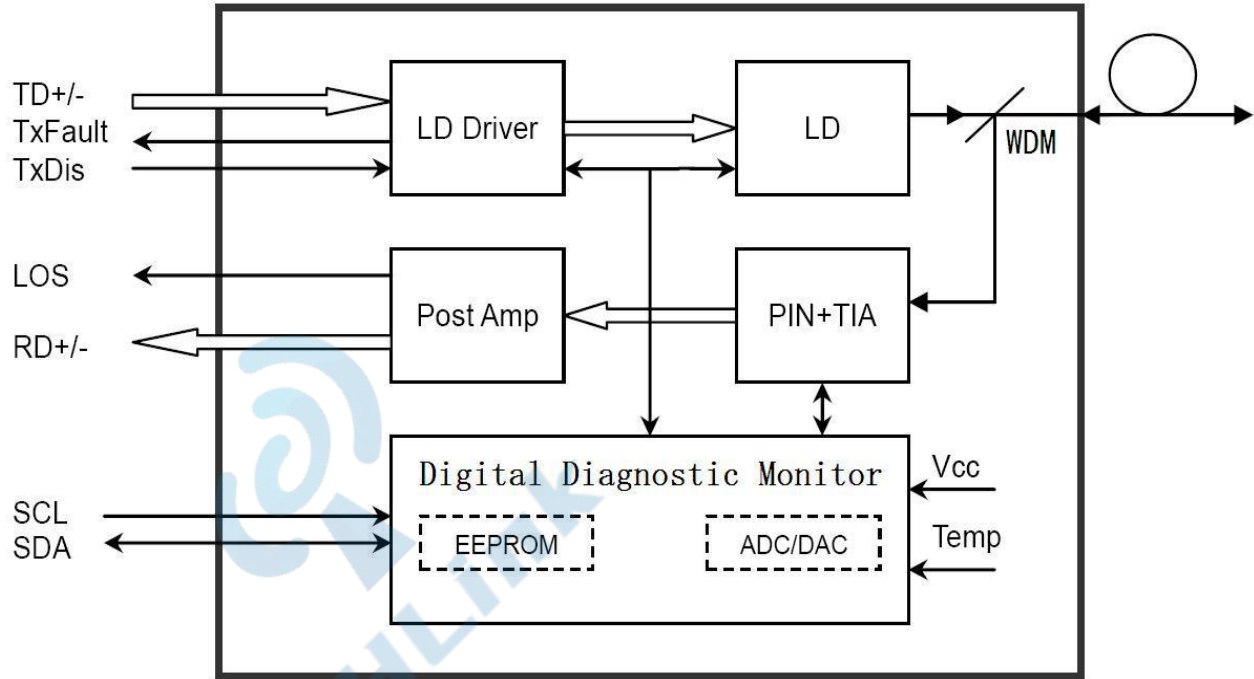 TD+/-
TxFault
TxDis
LD Driver
LD
WDM
LOS
RD+/-
Post Amp
PIN+TIA
Digital Diagnostic Monitor
EEPROM
ADC/DAC
Vcc
Temp
SCL
SDA
HLink